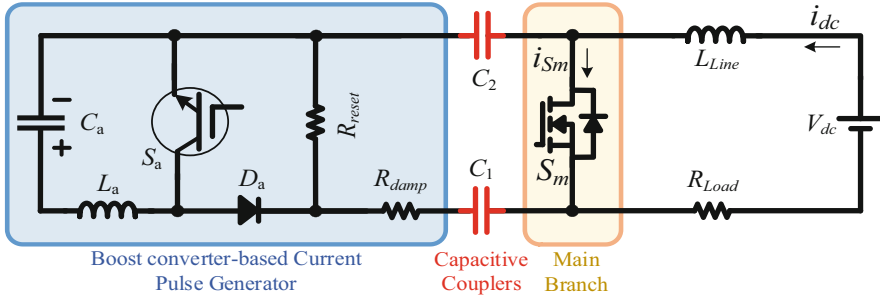 i_dc
i_Sm
L_Line
C_2
C_a
S_a
R_reset
V_dc
S_m
L_a
D_a
R_damp
C_1
R_Load
Boost converter-based Current
Pulse Generator
Capacitive
Couplers
Main
Branch